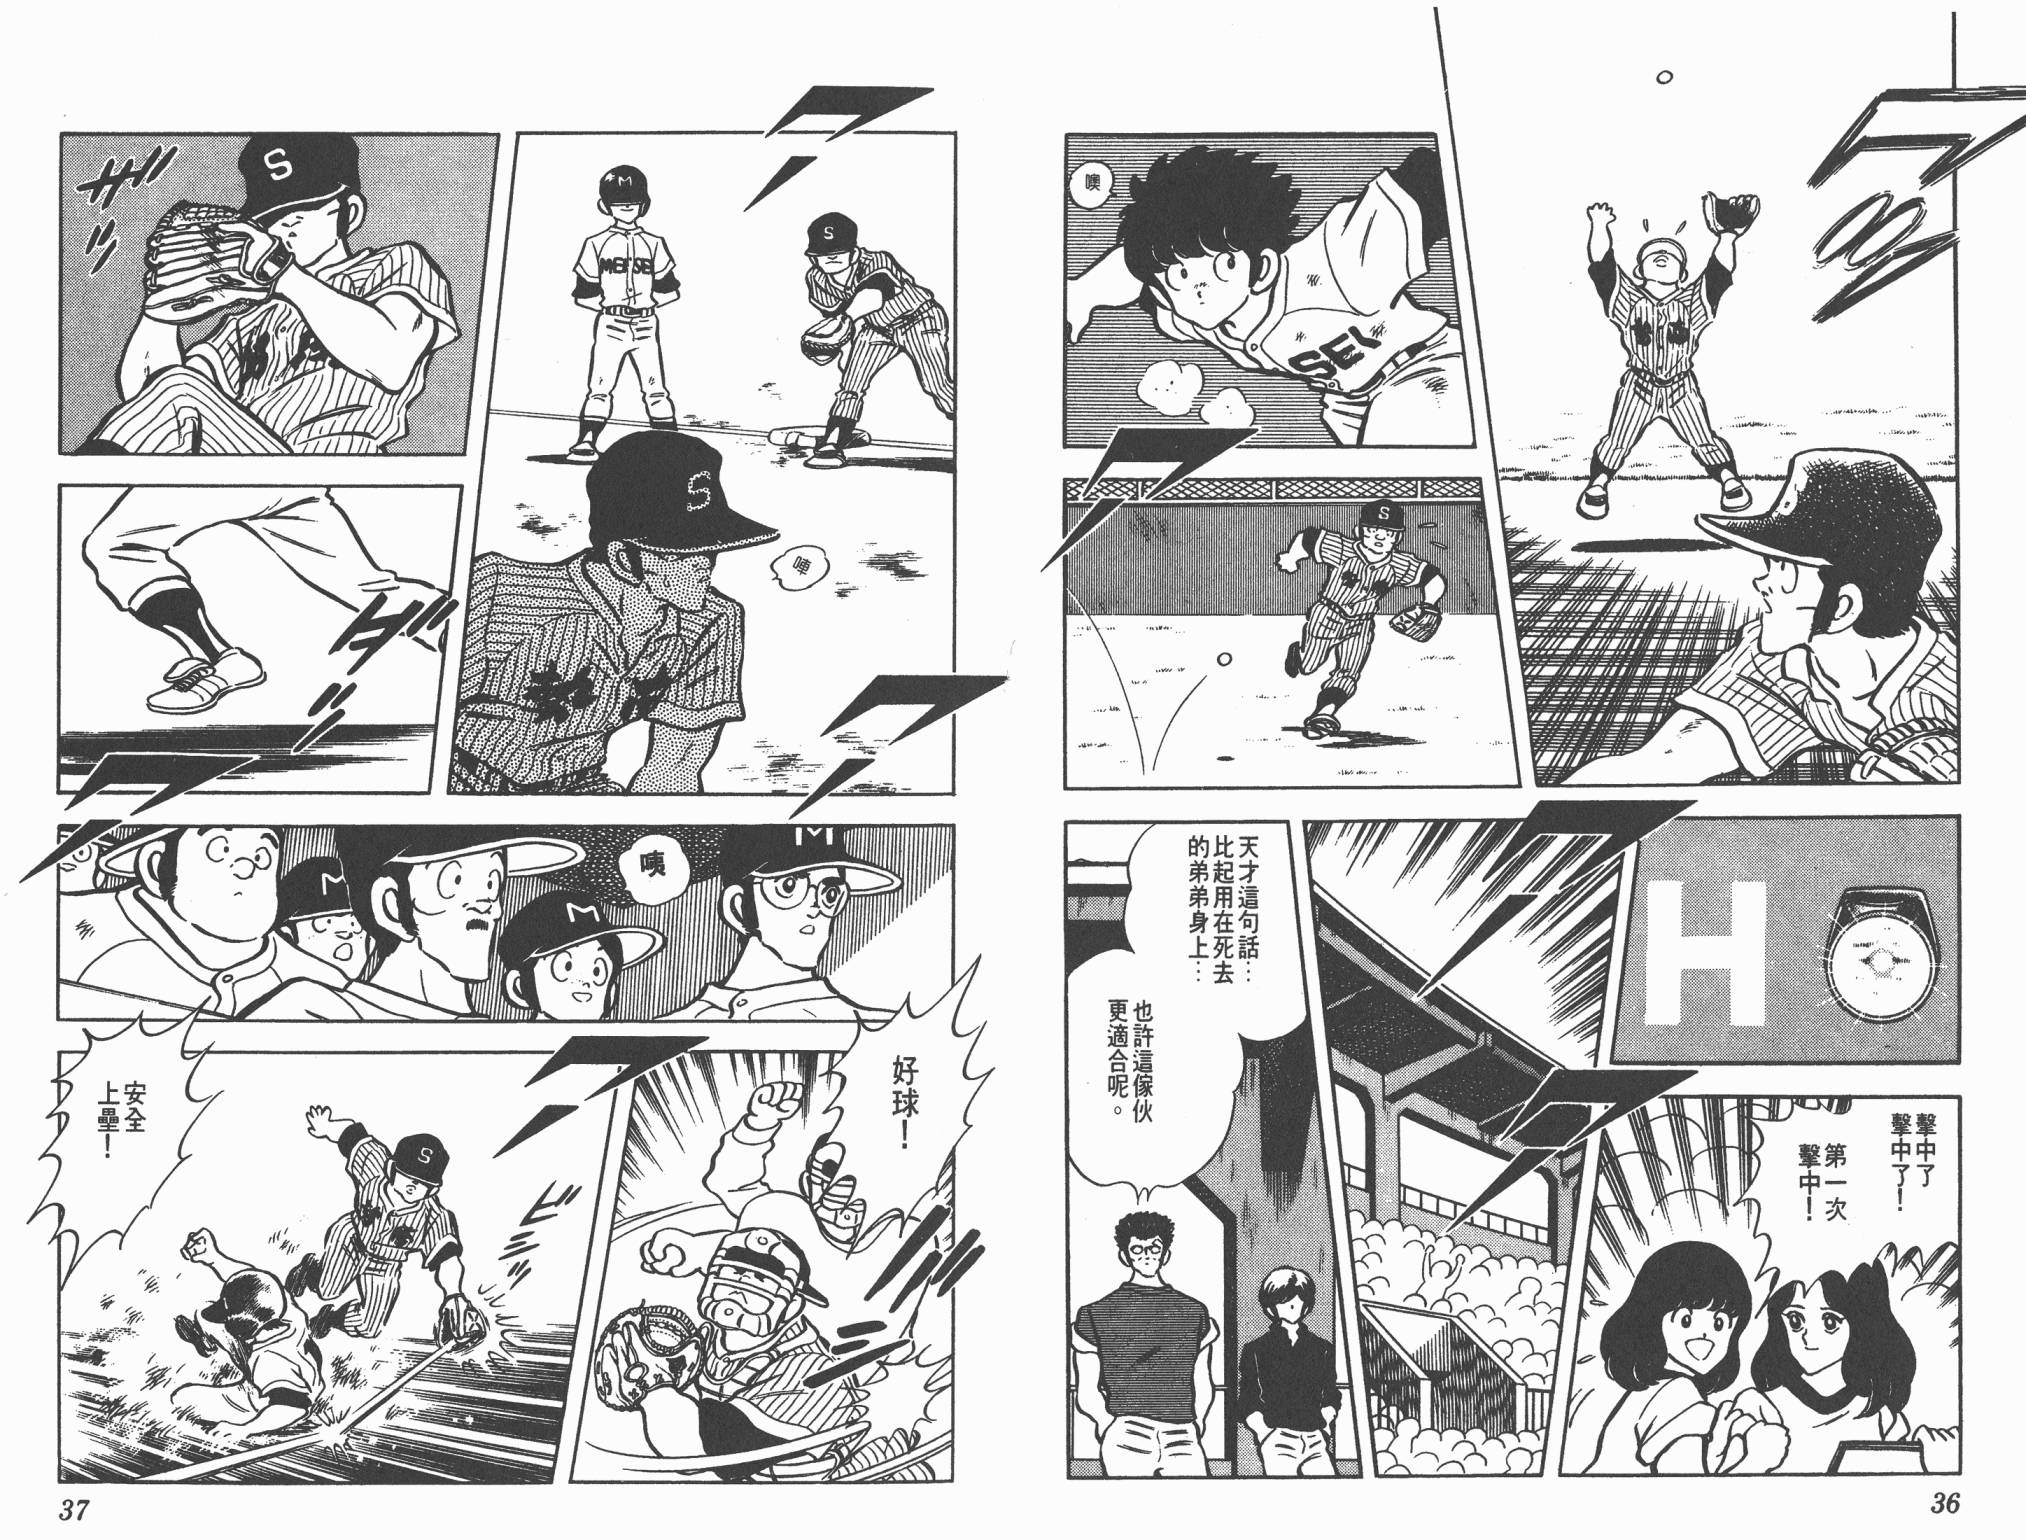 噢
SEI
S
H
擊中了
擊中了！
第一次
擊中！
天才這句話…
比起用在死去
的弟弟身上…
也許這傢伙
更適合呢。
36
M
S
MEISEI
S
呸
S
咦
M
M
M
好球！
S
安全
上壘！
37